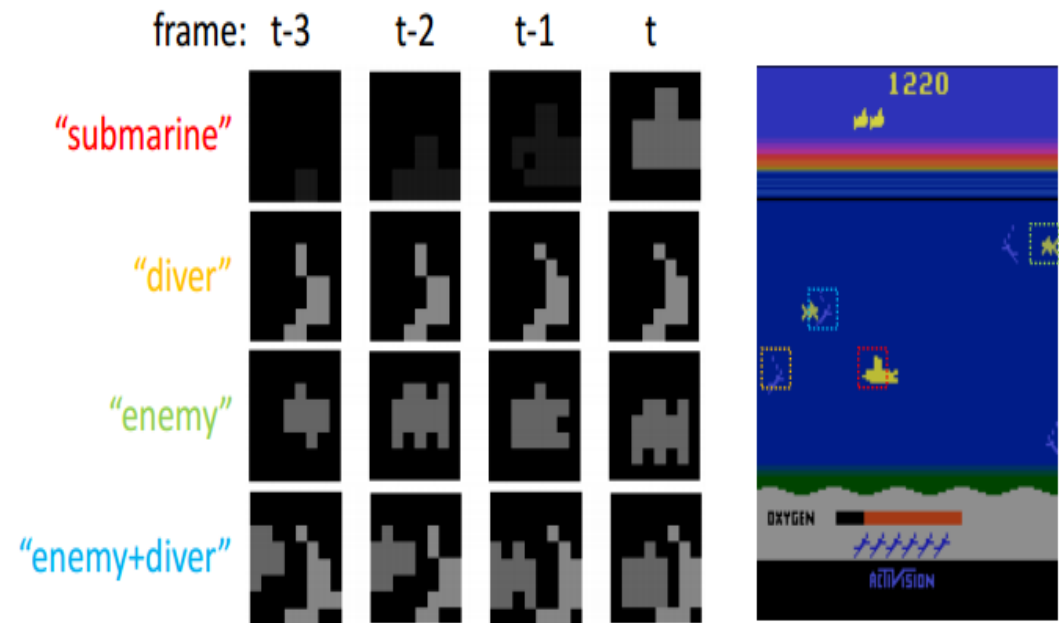 frame: t-3 t-2 t-1 t
“submarine”
“diver”
“enemy”
“enemy+diver”
1220
OXYGEN
ACTIVISION